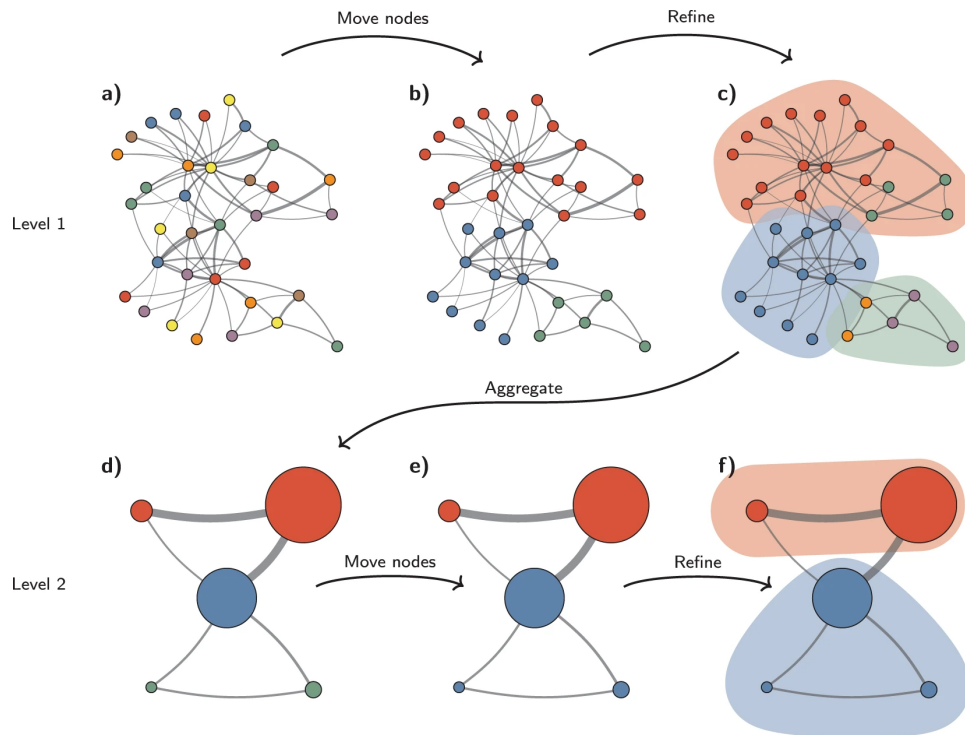 Move nodes
Refine
a)
b)
c)
Level 1
Aggregate
d)
e)
f)
Move nodes
Refine
Level 2